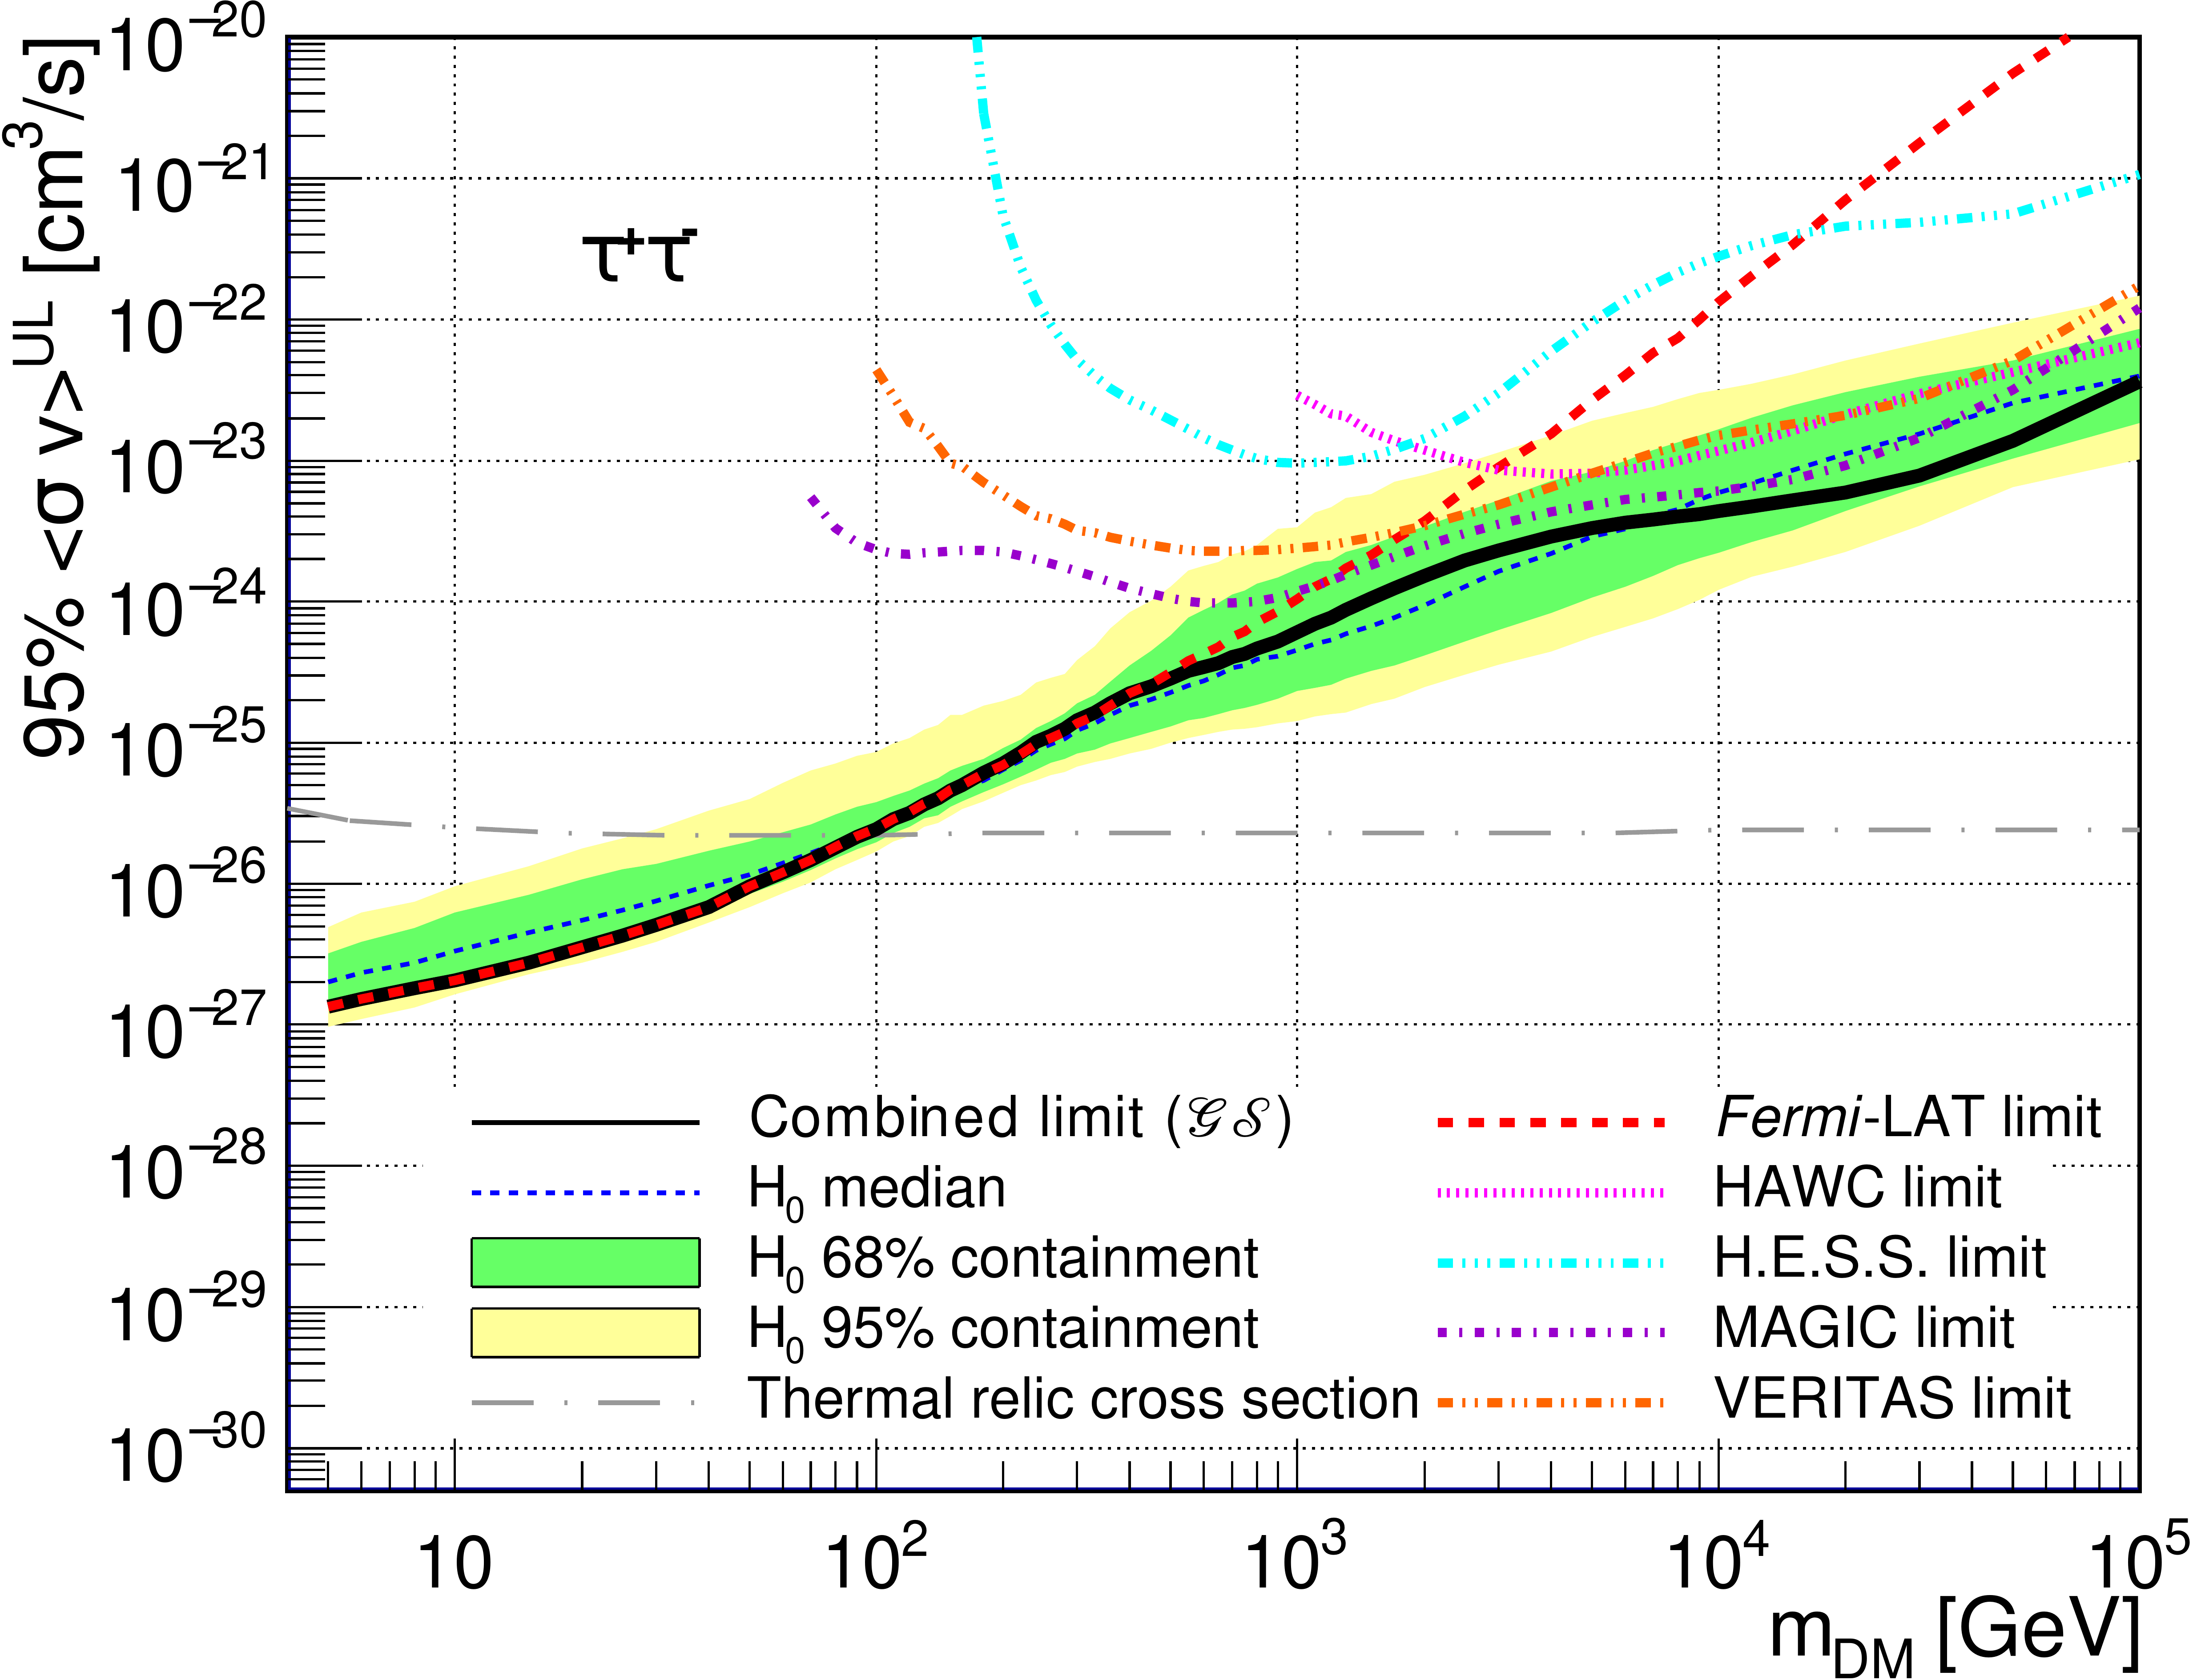 95% <σ v>^UL [cm^3/s]
10^−20
10^−21
10^−22
10^−23
10^−24
10^−25
10^−26
10^−27
10^−28
10^−29
10^−30
τ+τ-
Combined limit (𝒢𝒮)
H_0 median
H_0 68% containment
H_0 95% containment
Thermal relic cross section
Fermi-LAT limit
HAWC limit
H.E.S.S. limit
MAGIC limit
VERITAS limit
10 10^2 10^3 10^4 10^5
m_DM [GeV]